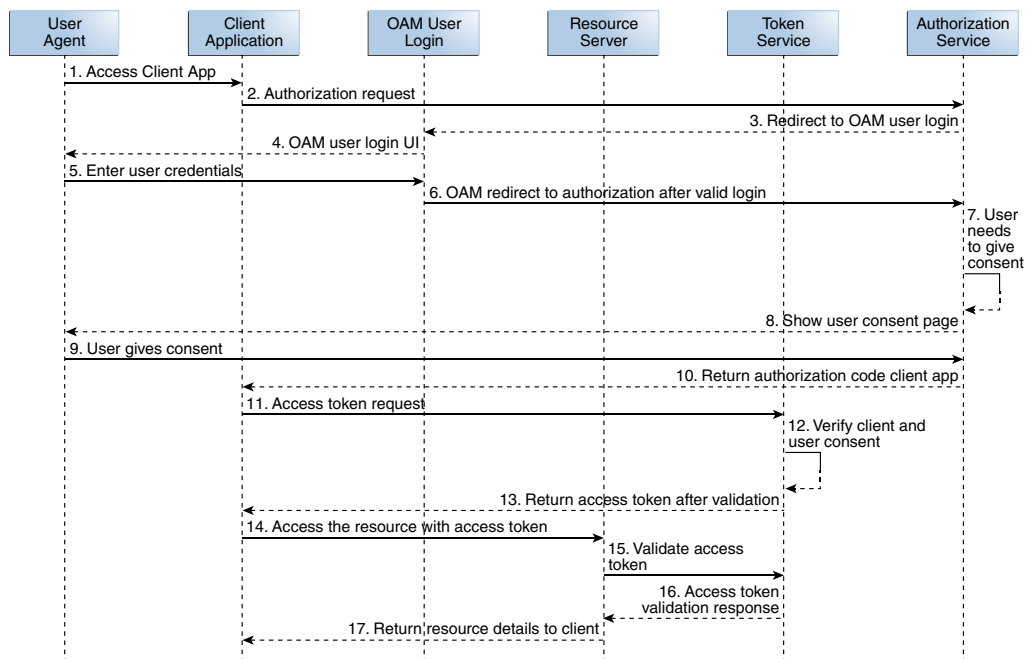 User
Agent
Client
Application
OAM User
Login
Resource
Server
Token
Service
Authorization
Service
1. Access Client App
2. Authorization request
3. Redirect to OAM user login
4. OAM user login UI
5. Enter user credentials
6. OAM redirect to authorization after valid login
7. User
needs
to give
consent
8. Show user consent page
9. User gives consent
10. Return authorization code client app
11. Access token request
12. Verify client and
user consent
13. Return access token after validation
14. Access the resource with access token
15. Validate access
token
16. Access token
validation response
17. Return resource details to client